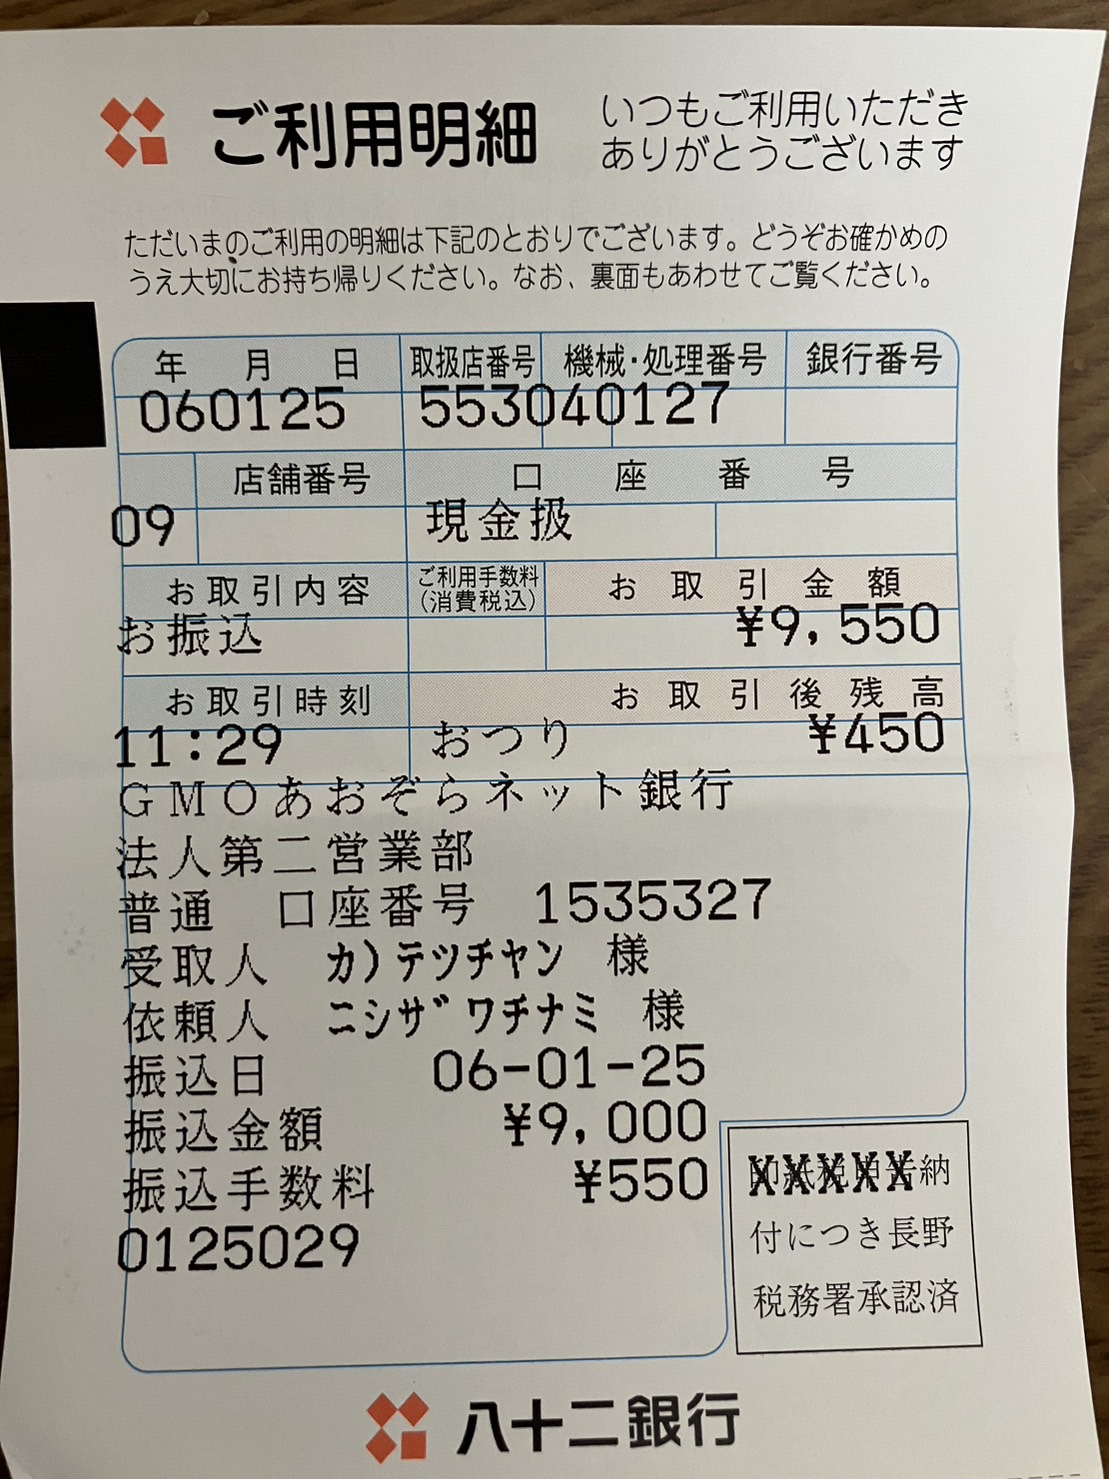 ご利用明細
いつもご利用いただき
ありがとうございます
ただいまのご利用の明細は下記のとおりでございます。どうぞお確かめの
うえ大切にお持ち帰りください。なお、裏面もあわせてご覧ください。
年 月 日 取扱店番号 機械・処理番号 銀行番号
060125 553040127
店舗番号 口座番号
09 現金扱
お取引内容 ご利用手数料(消費税込) お取引金額
お振込 ¥9,550
お取引時刻 お取引後残高
11:29 おつり ¥450
GMOあおぞらネット銀行
法人第二営業部
普通 口座番号 1535327
受取人 カ)テツチヤン 様
依頼人 ニシザワチナミ 様
振込日 06-01-25
振込金額 ¥9,000
振込手数料 ¥550
0125029
印紙税申告納
付につき長野
税務署承認済
XXXXX
八十二銀行